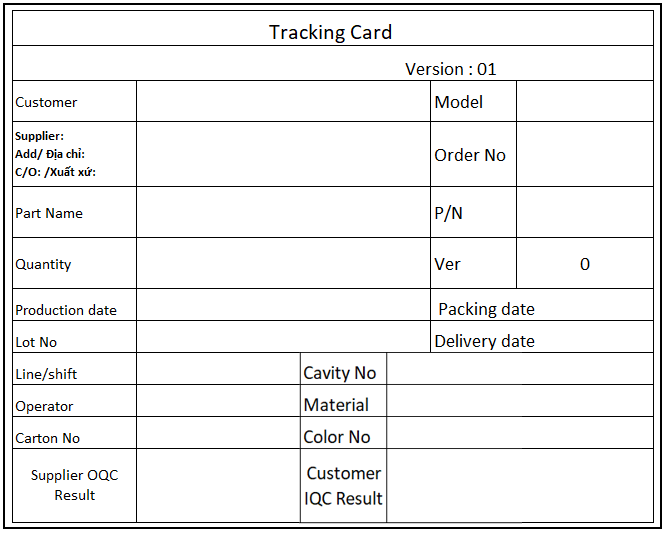 Tracking Card
Version : 01
Customer
Model
Supplier:
Add/ Địa chỉ:
C/O: /Xuất xứ:
Order No
Part Name
P/N
Quantity
Ver
0
Production date
Packing date
Lot No
Delivery date
Line/shift
Cavity No
Operator
Material
Carton No
Color No
Supplier OQC
Result
Customer
IQC Result